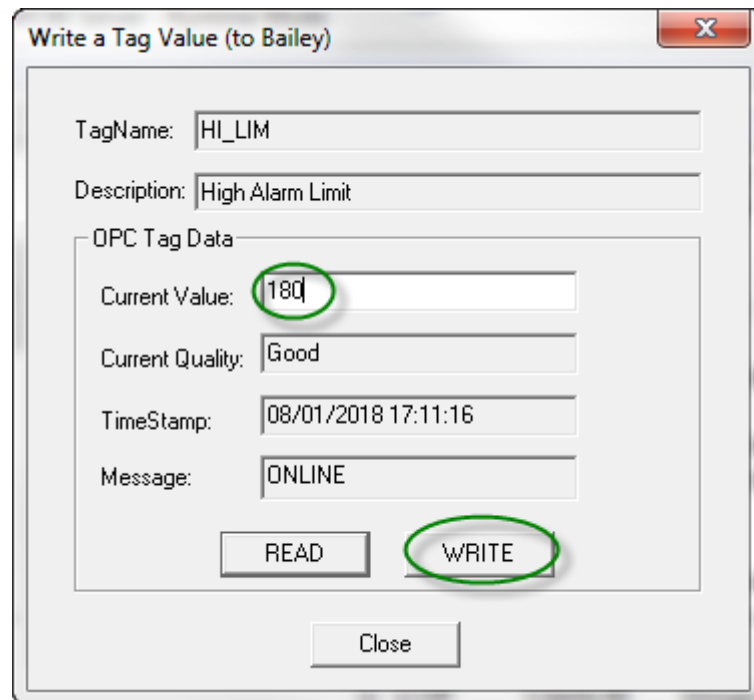 Write a Tag Value (to Bailey)
TagName: HI_LIM
Description: High Alarm Limit
OPC Tag Data
Current Value: 180
Current Quality: Good
TimeStamp: 08/01/2018 17:11:16
Message: ONLINE
READ WRITE
Close